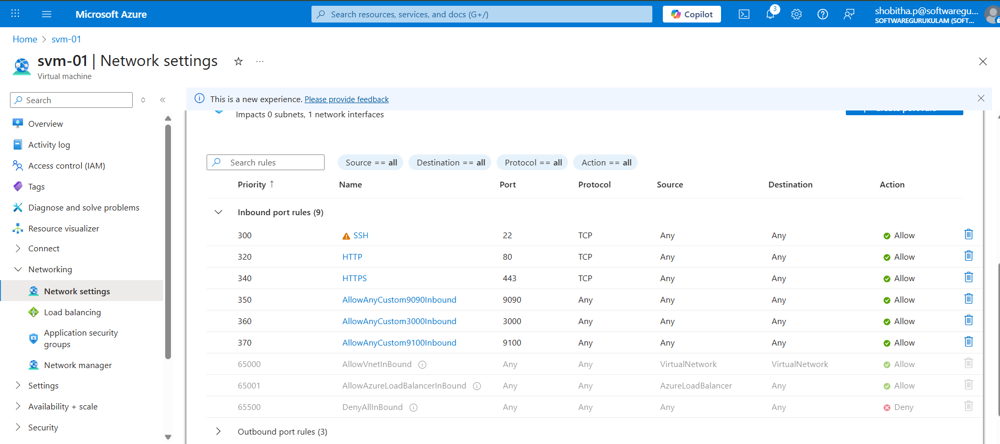 Microsoft Azure
Search resources, services, and docs (G+/)
Copilot
3
shobitha.p@softwaregu...
SOFTWAREGURUKULAM (SOFT...
Home > svm-01
svm-01 | Network settings
Virtual machine
Search
This is a new experience. Please provide feedback
Impacts 0 subnets, 1 network interfaces
Overview
Activity log
Access control (IAM)
Tags
Diagnose and solve problems
Resource visualizer
Connect
Networking
Network settings
Load balancing
Application security
groups
Network manager
Settings
Availability + scale
Security
Search rules
Source == all
Destination == all
Protocol == all
Action == all
Priority ↑ Name Port Protocol Source Destination Action
Inbound port rules (9)
300 SSH 22 TCP Any Any Allow
320 HTTP 80 TCP Any Any Allow
340 HTTPS 443 TCP Any Any Allow
350 AllowAnyCustom9090Inbound 9090 Any Any Any Allow
360 AllowAnyCustom3000Inbound 3000 Any Any Any Allow
370 AllowAnyCustom9100Inbound 9100 Any Any Any Allow
65000 AllowVnetInBound Any Any VirtualNetwork VirtualNetwork Allow
65001 AllowAzureLoadBalancerInBound Any Any AzureLoadBalancer Any Allow
65500 DenyAllInBound Any Any Any Any Deny
Outbound port rules (3)